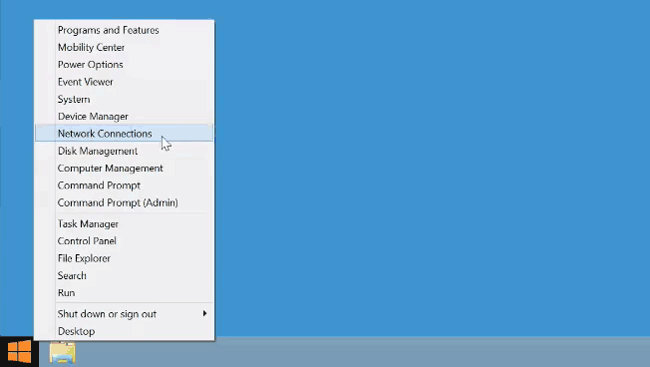 Programs and Features
Mobility Center
Power Options
Event Viewer
System
Device Manager
Network Connections
Disk Management
Computer Management
Command Prompt
Command Prompt (Admin)
Task Manager
Control Panel
File Explorer
Search
Run
Shut down or sign out
Desktop